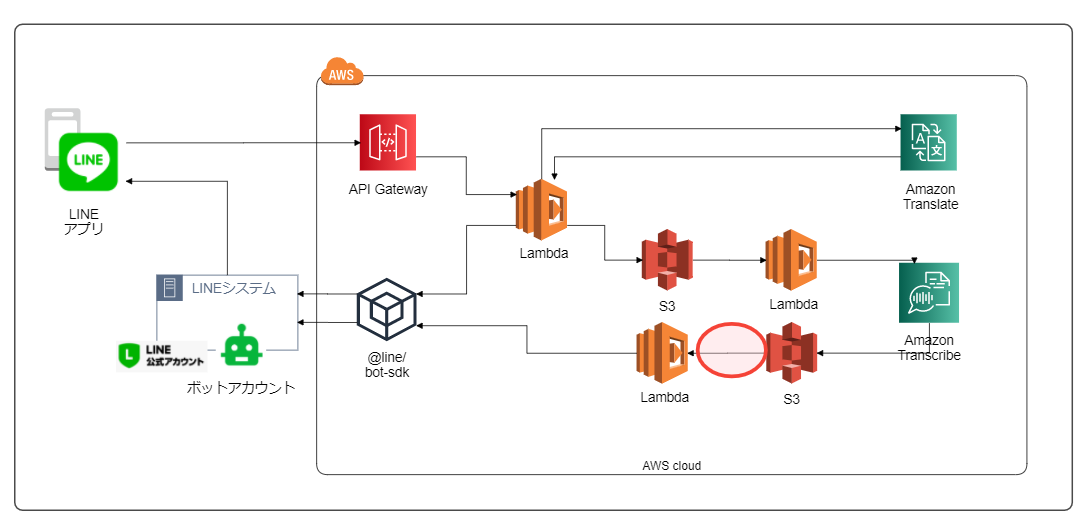 AWS
LINE
LINE
アプリ
API Gateway
Lambda
A
文
Amazon
Translate
S3
Lambda
LINEシステム
L
LINE
公式アカウント
ボットアカウント
@line/
bot-sdk
Lambda
S3
Amazon
Transcribe
AWS cloud